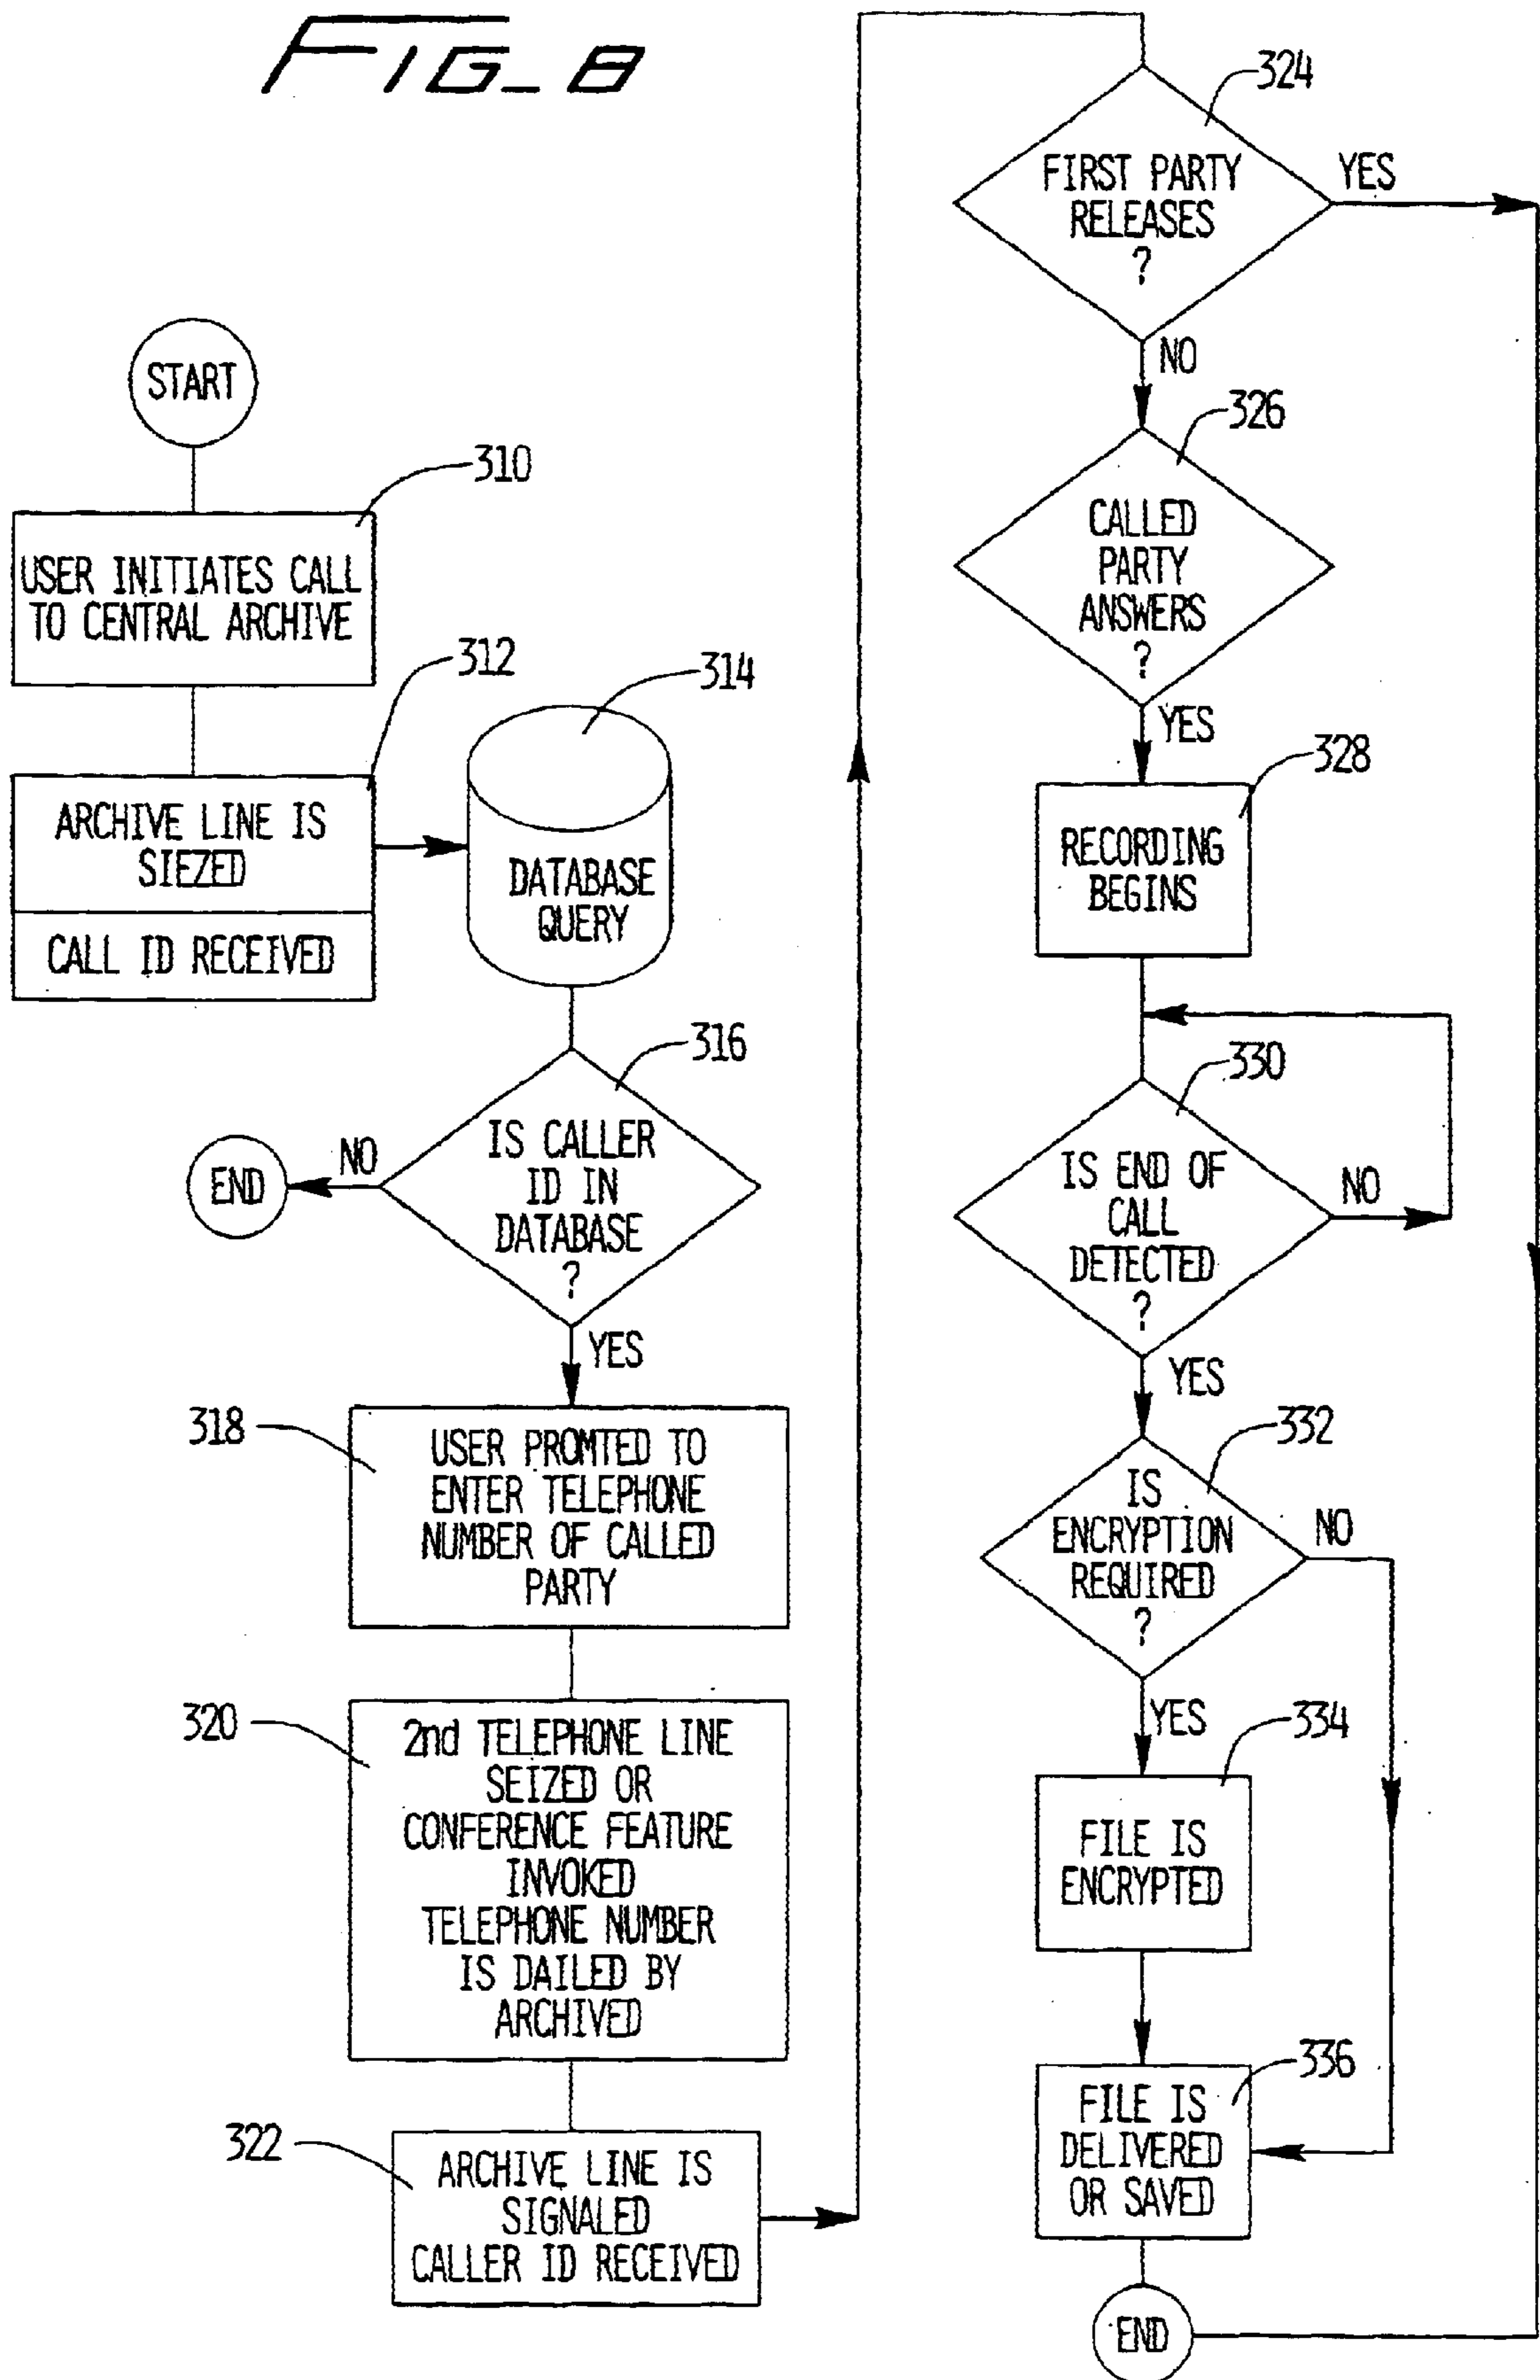 FIG_8
START
310
USER INITIATES CALL
TO CENTRAL ARCHIVE
312
ARCHIVE LINE IS
SIEZED
CALL ID RECEIVED
314
DATABASE
QUERY
316
IS CALLER
ID IN
DATABASE
?
NO
END
YES
318
USER PROMTED TO
ENTER TELEPHONE
NUMBER OF CALLED
PARTY
320
2nd TELEPHONE LINE
SEIZED OR
CONFERENCE FEATURE
INVOKED
TELEPHONE NUMBER
IS DAILED BY
ARCHIVED
322
ARCHIVE LINE IS
SIGNALED
CALLER ID RECEIVED
324
FIRST PARTY
RELEASES
?
YES
NO
326
CALLED
PARTY
ANSWERS
?
YES
328
RECORDING
BEGINS
330
IS END OF
CALL
DETECTED
?
NO
YES
332
IS
ENCRYPTION
REQUIRED
?
NO
YES
334
FILE IS
ENCRYPTED
336
FILE IS
DELIVERED
OR SAVED
END